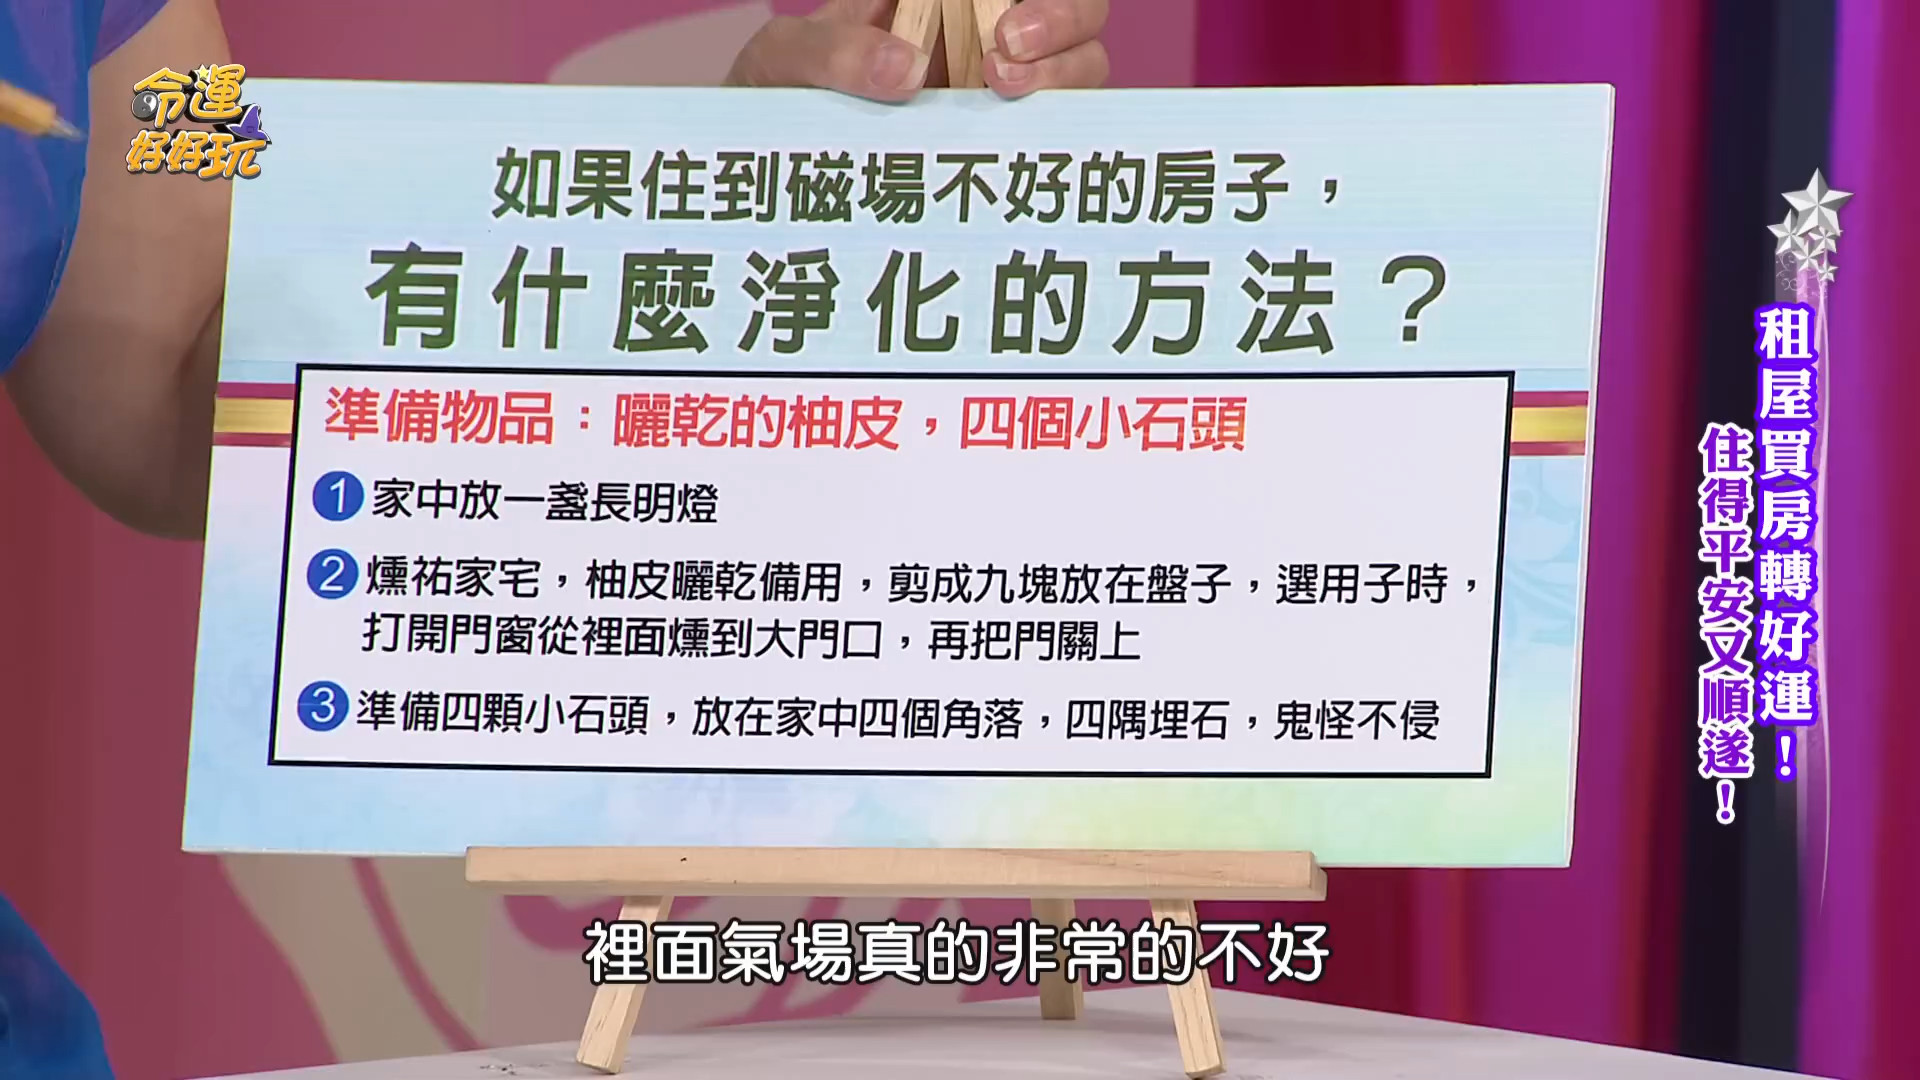 命運
好好玩
如果住到磁場不好的房子，
有什麼淨化的方法？
準備物品：曬乾的柚皮，四個小石頭
1 家中放一盞長明燈
2 燻祐家宅，柚皮曬乾備用，剪成九塊放在盤子，選用子時，
打開門窗從裡面燻到大門口，再把門關上
3 準備四顆小石頭，放在家中四個角落，四隅埋石，鬼怪不侵
租屋買房轉好運！
住得平安又順遂！
裡面氣場真的非常的不好